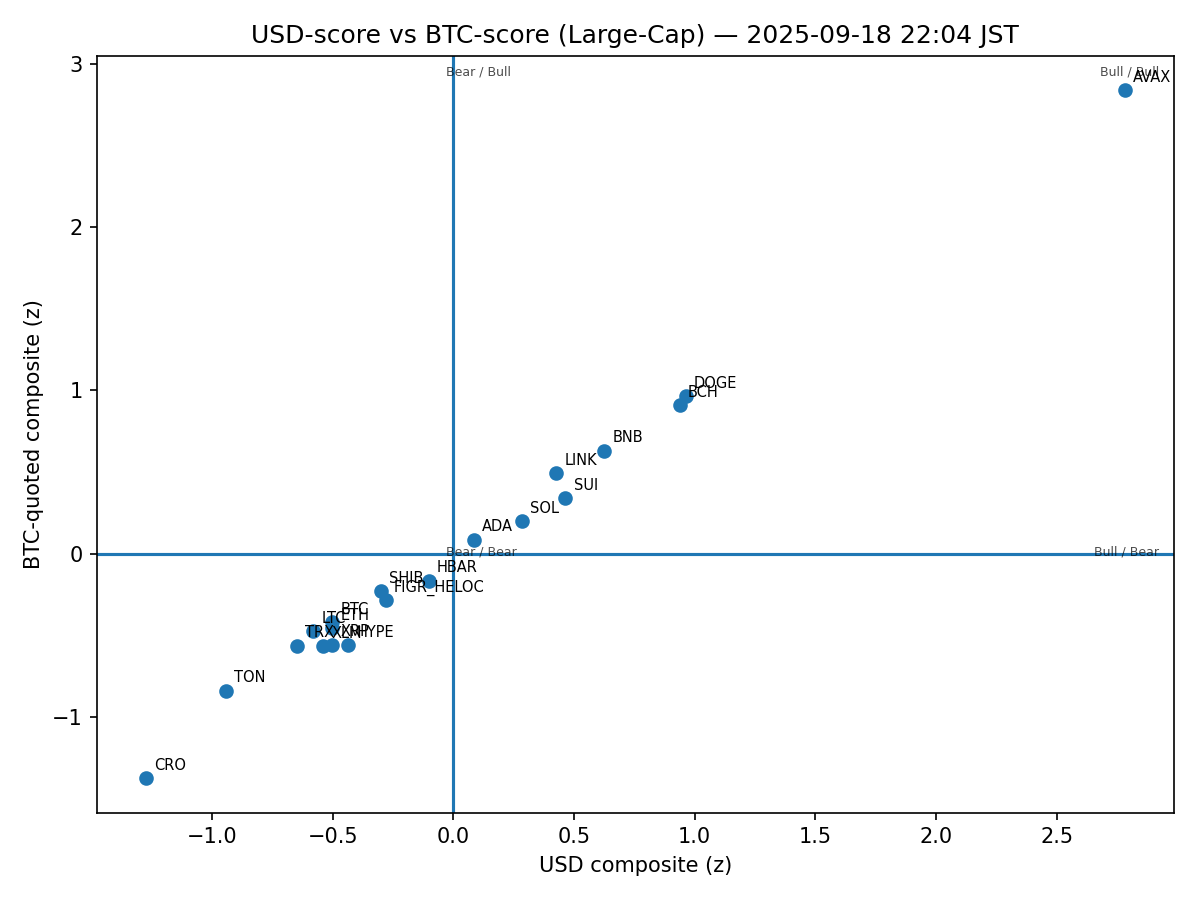 USD-score vs BTC-score (Large-Cap) — 2025-09-18 22:04 JST
3
Bear / Bull
Bull / Bull
AVAX
2
BTC-quoted composite (z)
1
DOGE
BCH
BNB
LINK
SUI
SOL
ADA
0
Bear / Bear
Bull / Bear
HBAR
SHIB
FIGR_HELOC
BTC
LTC
ETH
TRX
HYPE
TON
−1
CRO
−1.0
−0.5
0.0
0.5
1.0
1.5
2.0
2.5
USD composite (z)